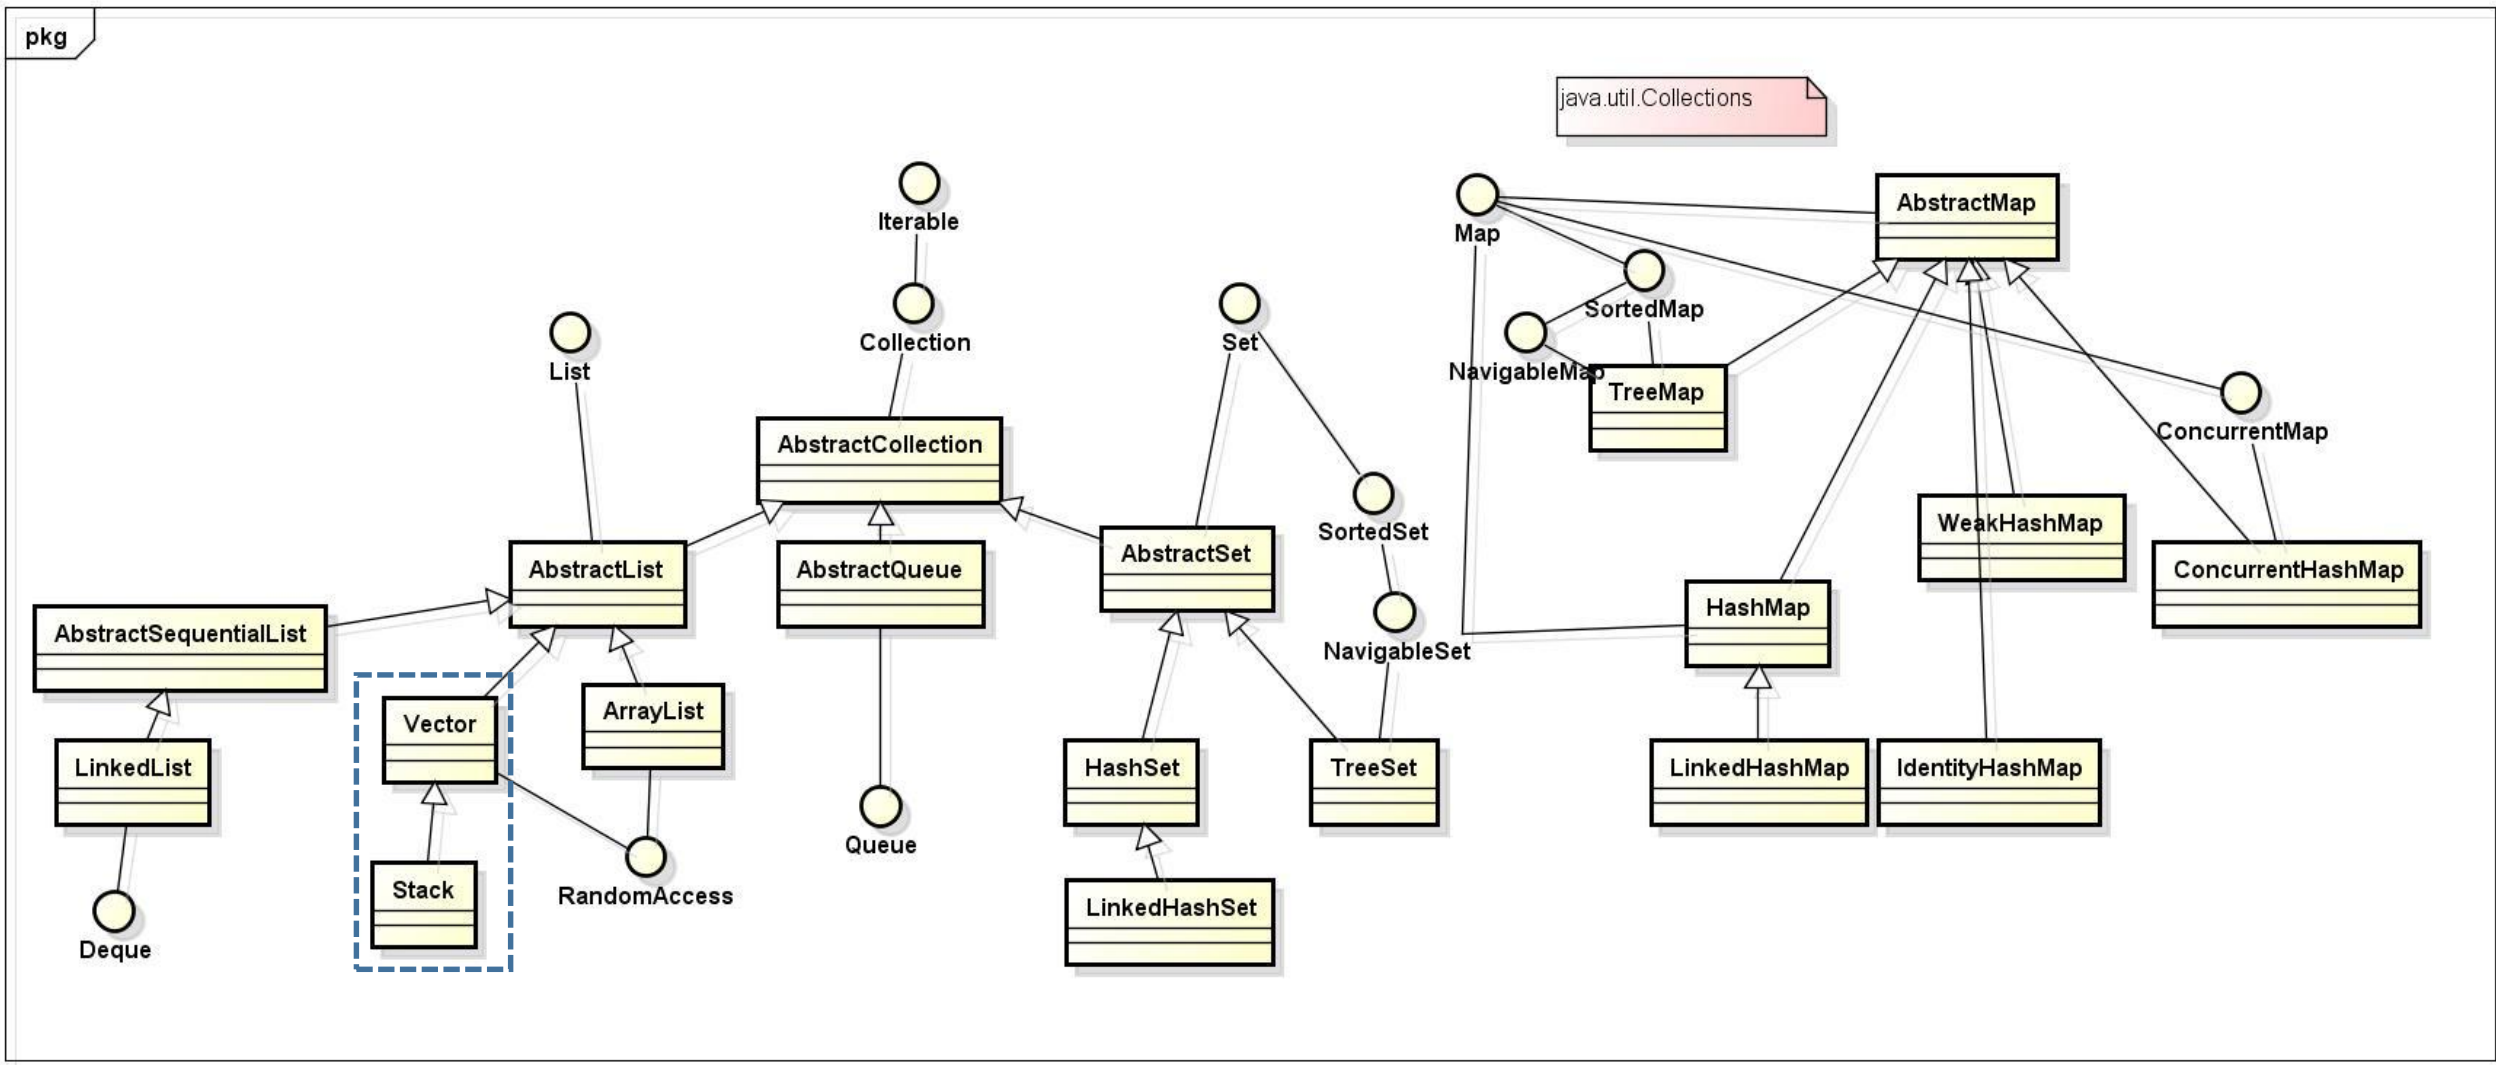 pkg
java.util.Collections
Iterable
Map
AbstractMap
List
Collection
Set
SortedMap
NavigableMap
TreeMap
ConcurrentMap
AbstractCollection
SortedSet
WeakHashMap
AbstractList
AbstractQueue
AbstractSet
ConcurrentHashMap
AbstractSequentialList
NavigableSet
HashMap
Vector
ArrayList
LinkedList
HashSet
TreeSet
LinkedHashMap
IdentityHashMap
Queue
Stack
RandomAccess
LinkedHashSet
Deque